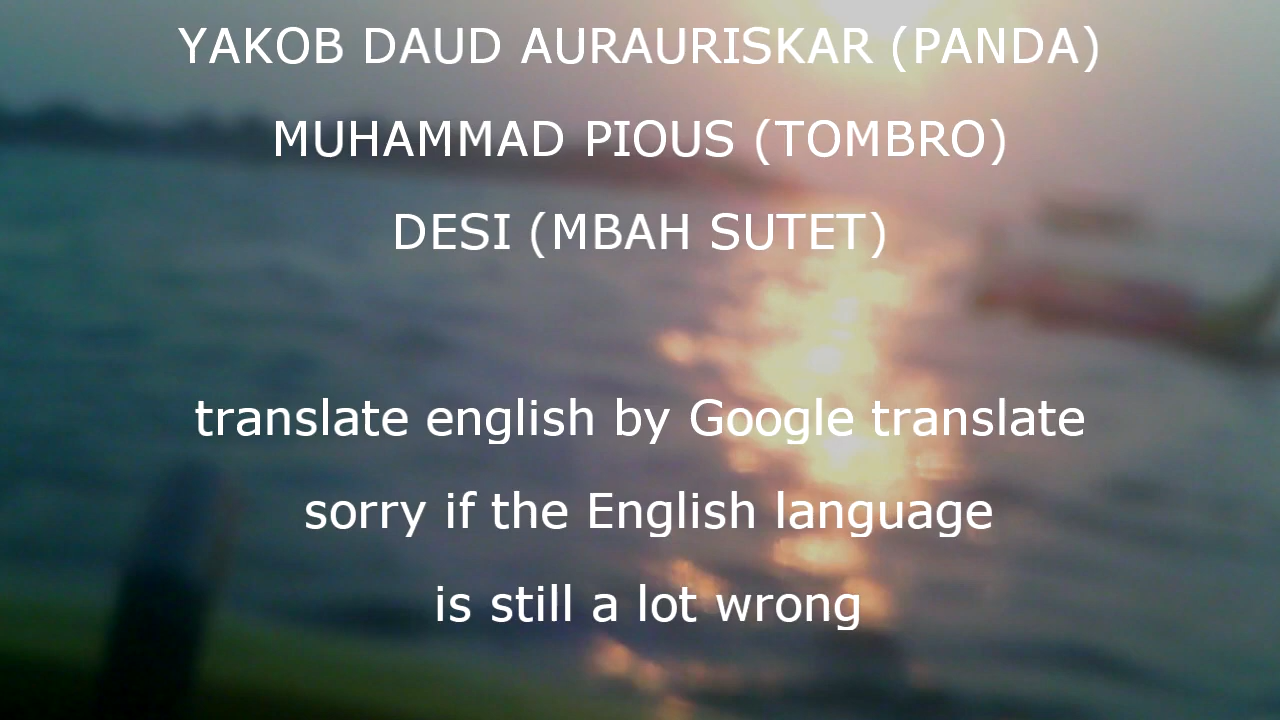 YAKOB DAUD AURAURISKAR (PANDA)
MUHAMMAD PIOUS (TOMBRO)
DESI (MBAH SUTET)
translate english by Google translate
sorry if the English language
is still a lot wrong